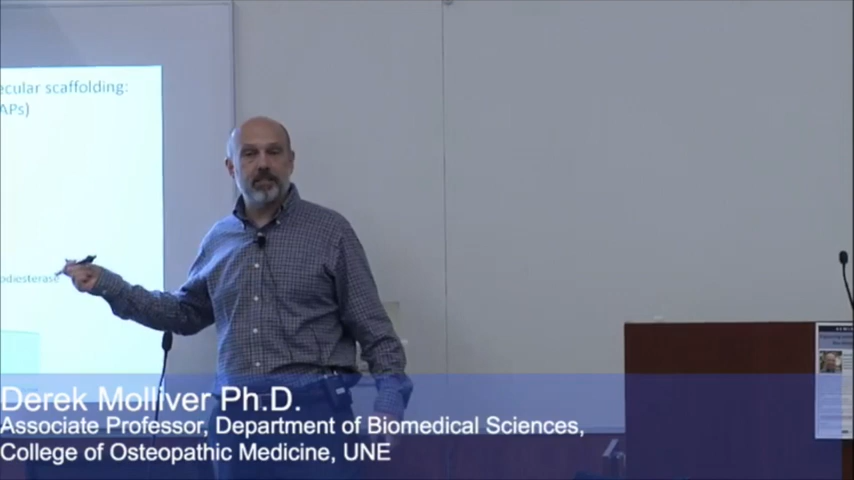 ecular scaffolding:
APs)
odiesterase
Derek Molliver Ph.D.
Associate Professor, Department of Biomedical Sciences,
College of Osteopathic Medicine, UNE